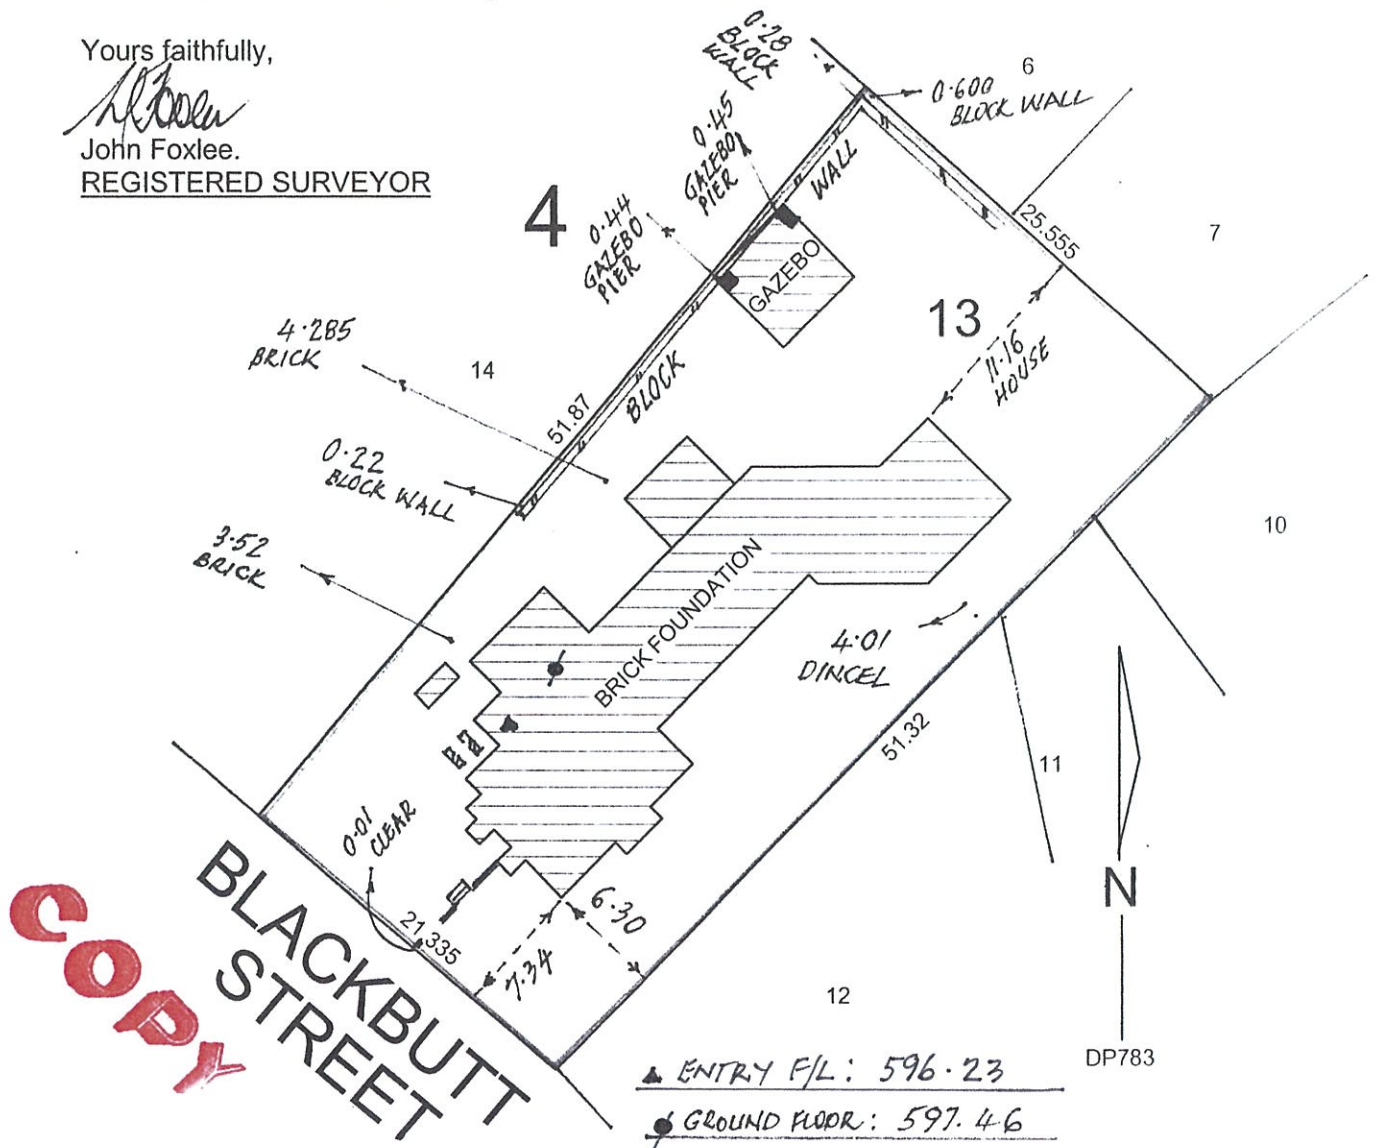 Yours faithfully,
John Foxlee.
REGISTERED SURVEYOR
0.28
BLOCK
WALL
6
0.600
BLOCK WALL
0.45
GAZEBO
PIER
WALL
4
0.44
GAZEBO
PIER
25.555
7
GAZEBO
13
4.285
BRICK
14
11.16
HOUSE
BLOCK
51.87
0.22
BLOCK WALL
10
3.52
BRICK
BRICK FOUNDATION
4.01
DINCEL
51.32
11
0.01
CLEAR
N
BLACKBUTT
STREET
21.335
6.30
7.34
12
DP783
COPY
ENTRY F/L: 596.23
GROUND FLOOR: 597.46